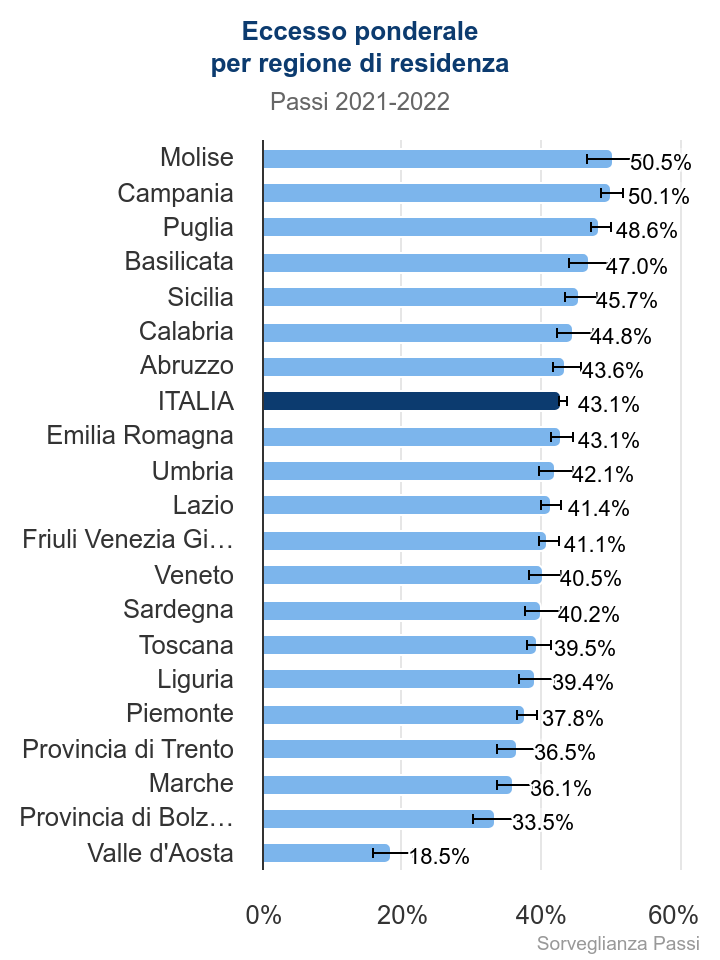 Eccesso ponderale
per regione di residenza
Passi 2021-2022
Molise 50.5%
Campania 50.1%
Puglia 48.6%
Basilicata 47.0%
Sicilia 45.7%
Calabria 44.8%
Abruzzo 43.6%
ITALIA 43.1%
Emilia Romagna 43.1%
Umbria 42.1%
Lazio 41.4%
Friuli Venezia Gi… 41.1%
Veneto 40.5%
Sardegna 40.2%
Toscana 39.5%
Liguria 39.4%
Piemonte 37.8%
Provincia di Trento 36.5%
Marche 36.1%
Provincia di Bolz… 33.5%
Valle d'Aosta 18.5%
0% 20% 40% 60%
Sorveglianza Passi